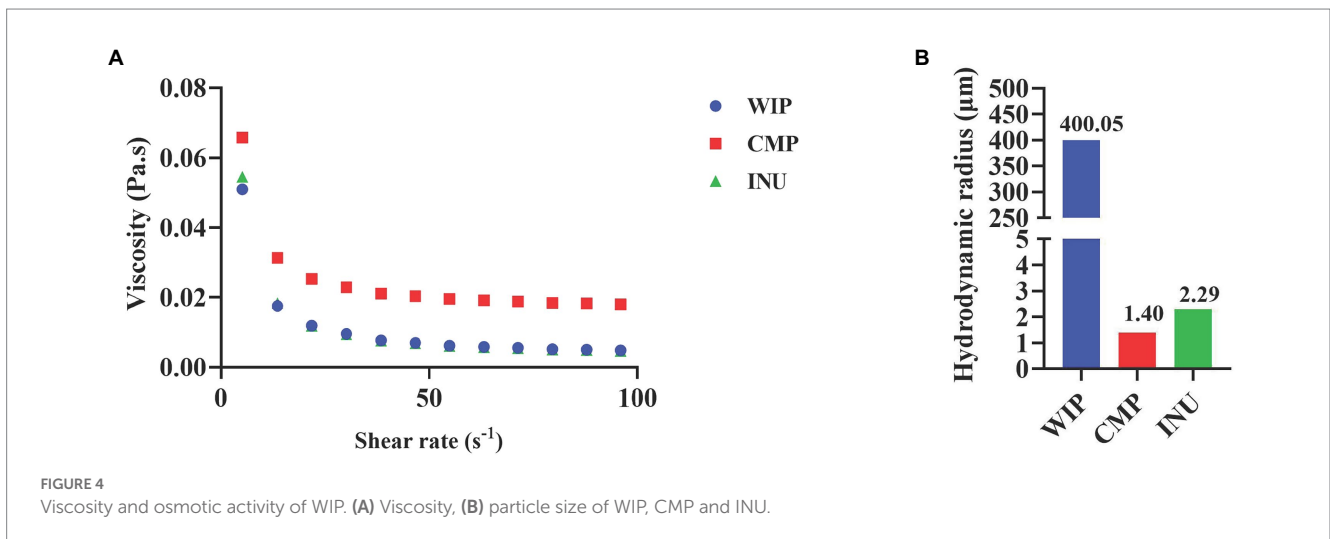 A
Viscosity (Pa.s)
0.08
0.06
0.04
0.02
0.00
0
50
100
Shear rate (s⁻¹)
WIP
CMP
INU
B
Hydrodynamic radius (µm)
500
450
400
350
300
250
5
4
3
2
1
0
400.05
1.40
2.29
WIP
CMP
INU
FIGURE 4
Viscosity and osmotic activity of WIP. (A) Viscosity, (B) particle size of WIP, CMP and INU.